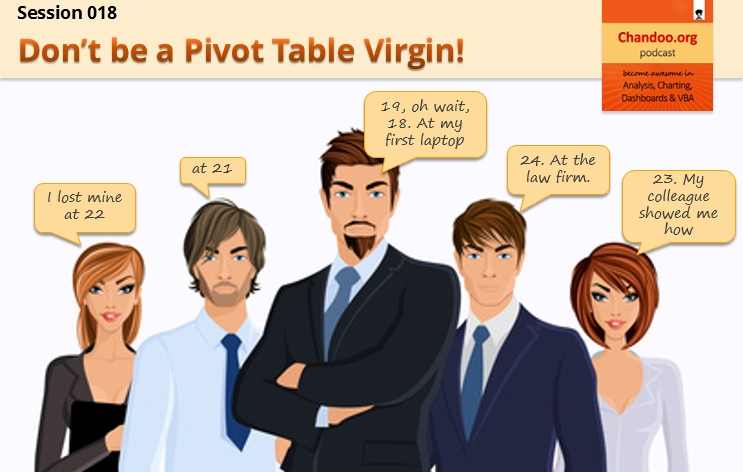 Session 018
Don't be a Pivot Table Virgin!
Chandoo.org
podcast
become awesome in
Analysis, Charting,
Dashboards & VBA
I lost mine
at 22
at 21
19, oh wait,
18. At my
first laptop
24. At the
law firm.
23. My
colleague
showed me
how